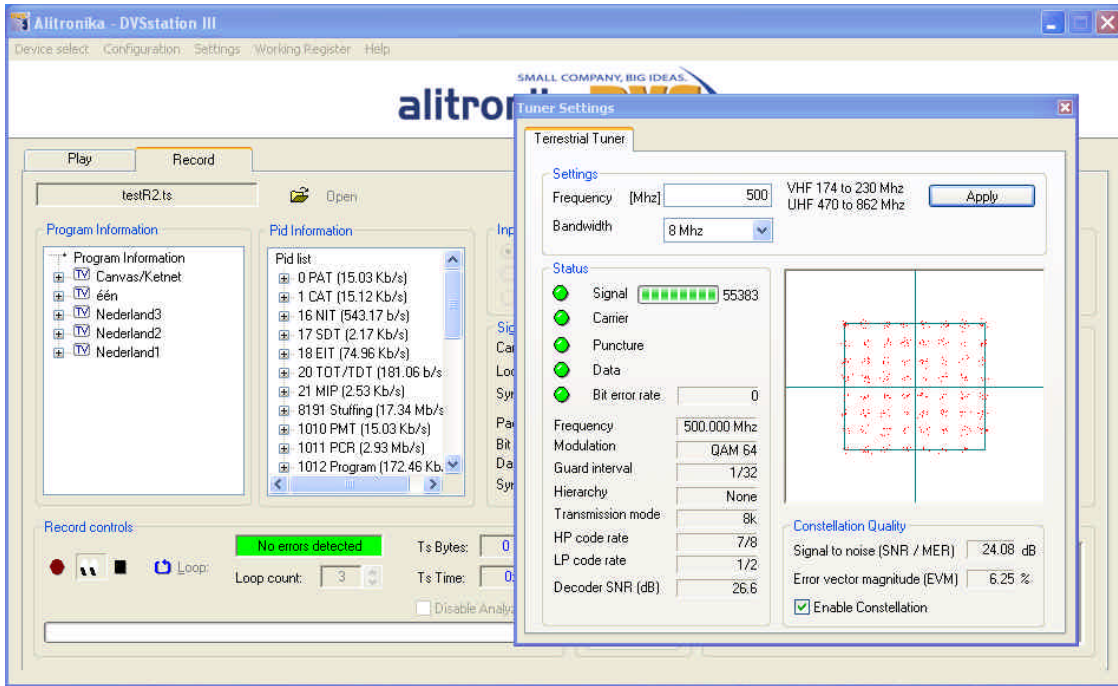 Alitronika - DVSstation III
Device select Configuration Settings Working Register Help
SMALL COMPANY, BIG IDEAS.
Play
Record
testR2.ts
Open
Program Information
Program Information
TV Canvas/Ketnet
TV één
TV Nederland3
TV Nederland2
TV Nederland1
Pid Information
Pid list
0 PAT (15.03 Kb/s)
1 CAT (15.12 Kb/s)
16 NIT (543.17 b/s)
17 SDT (2.17 Kb/s)
18 EIT (74.96 Kb/s)
20 TOT/TDT (181.06 b/s
21 MIP (2.53 Kb/s)
8191 Stuffing (17.34 Mb/s
1010 PMT (15.03 Kb/s)
1011 PCR (2.93 Mb/s)
1012 Program (172.46 Kb.
Record controls
No errors detected
Loop:
Loop count: 3
Ts Bytes: 0
Ts Time:
Tuner Settings
Terrestrial Tuner
Settings
Frequency [Mhz] 500
VHF 174 to 230 Mhz
UHF 470 to 862 Mhz
Apply
Bandwidth 8 Mhz
Status
Signal 55383
Carrier
Puncture
Data
Bit error rate 0
Frequency 500.000 Mhz
Modulation QAM 64
Guard interval 1/32
Hierarchy None
Transmission mode 8k
HP code rate 7/8
LP code rate 1/2
Decoder SNR (dB) 26.6
Constellation Quality
Signal to noise (SNR / MER) 24.08 dB
Error vector magnitude (EVM) 6.25 %
Enable Constellation